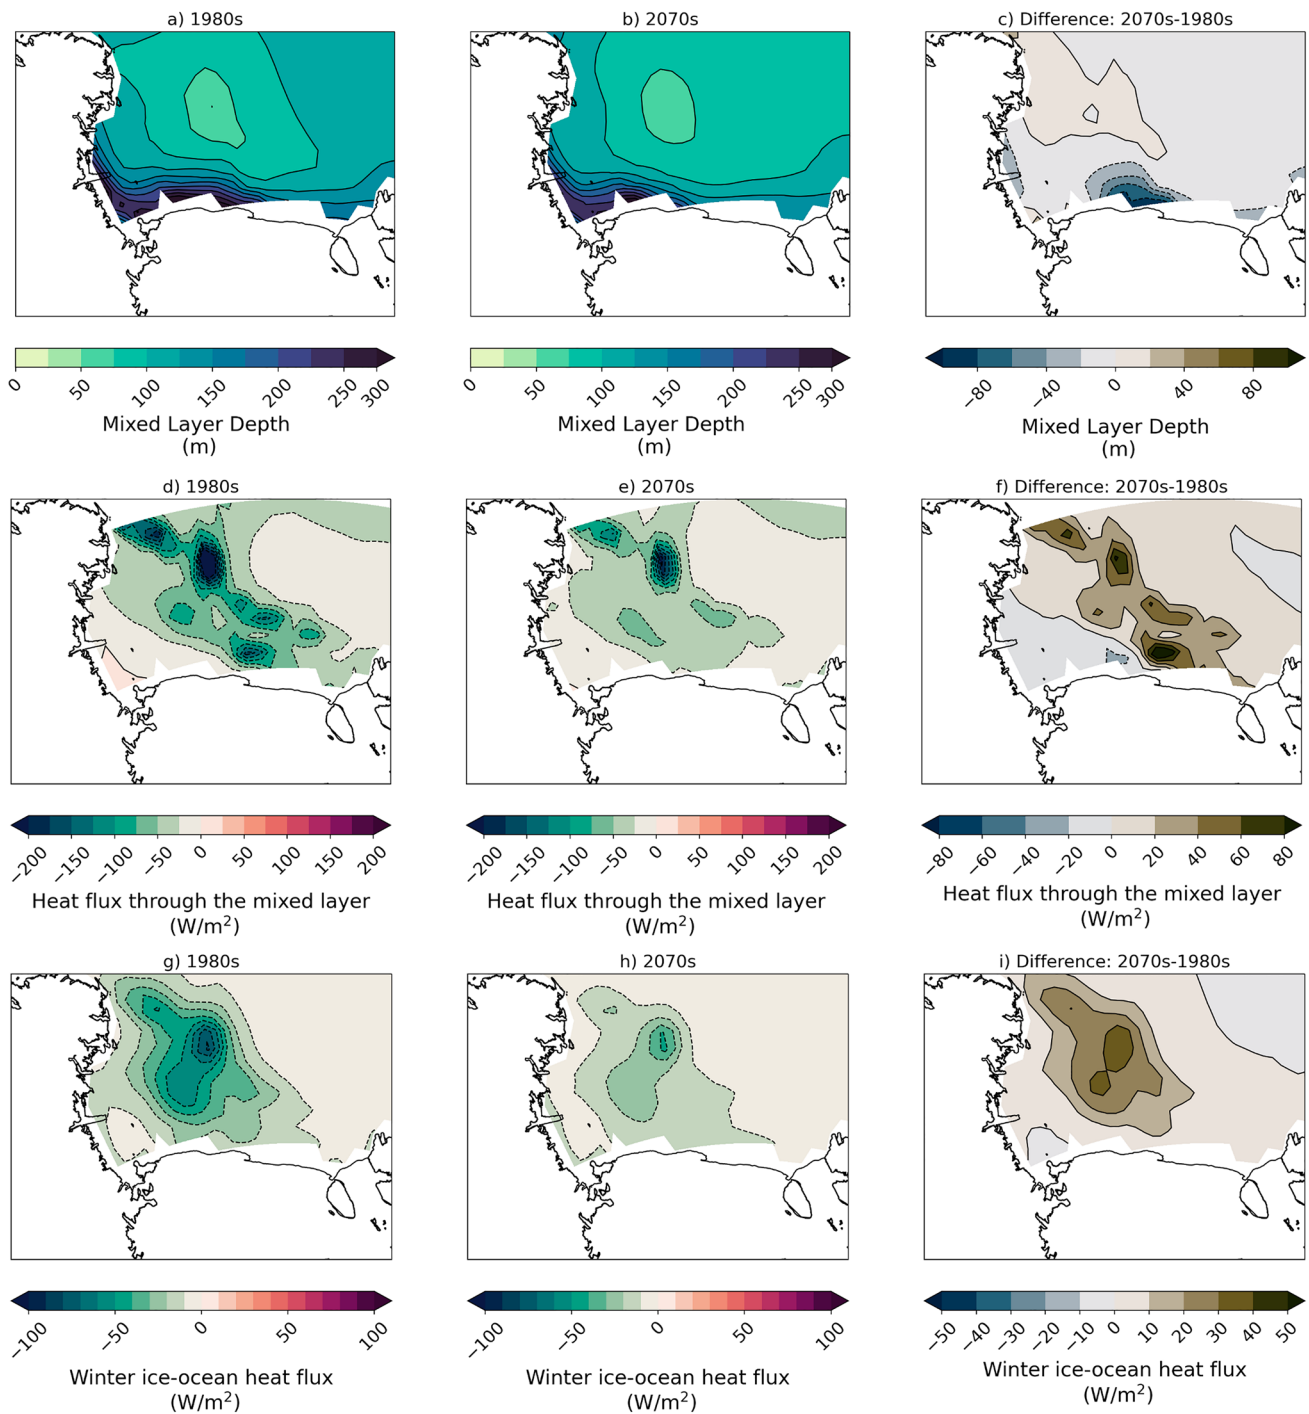 a) 1980s
b) 2070s
c) Difference: 2070s-1980s
0 50 100 150 200 250 300
0 50 100 150 200 250 300
−80 −40 0 40 80
Mixed Layer Depth
(m)
Mixed Layer Depth
(m)
Mixed Layer Depth
(m)
d) 1980s
e) 2070s
f) Difference: 2070s-1980s
−200 −150 −100 −50 0 50 100 150 200
−200 −150 −100 −50 0 50 100 150 200
−80 −60 −40 −20 0 20 40 60 80
Heat flux through the mixed layer
(W/m²)
Heat flux through the mixed layer
(W/m²)
Heat flux through the mixed layer
(W/m²)
g) 1980s
h) 2070s
i) Difference: 2070s-1980s
−100 −50 0 50 100
−100 −50 0 50 100
−50 −40 −30 −20 −10 0 10 20 30 40 50
Winter ice-ocean heat flux
(W/m²)
Winter ice-ocean heat flux
(W/m²)
Winter ice-ocean heat flux
(W/m²)